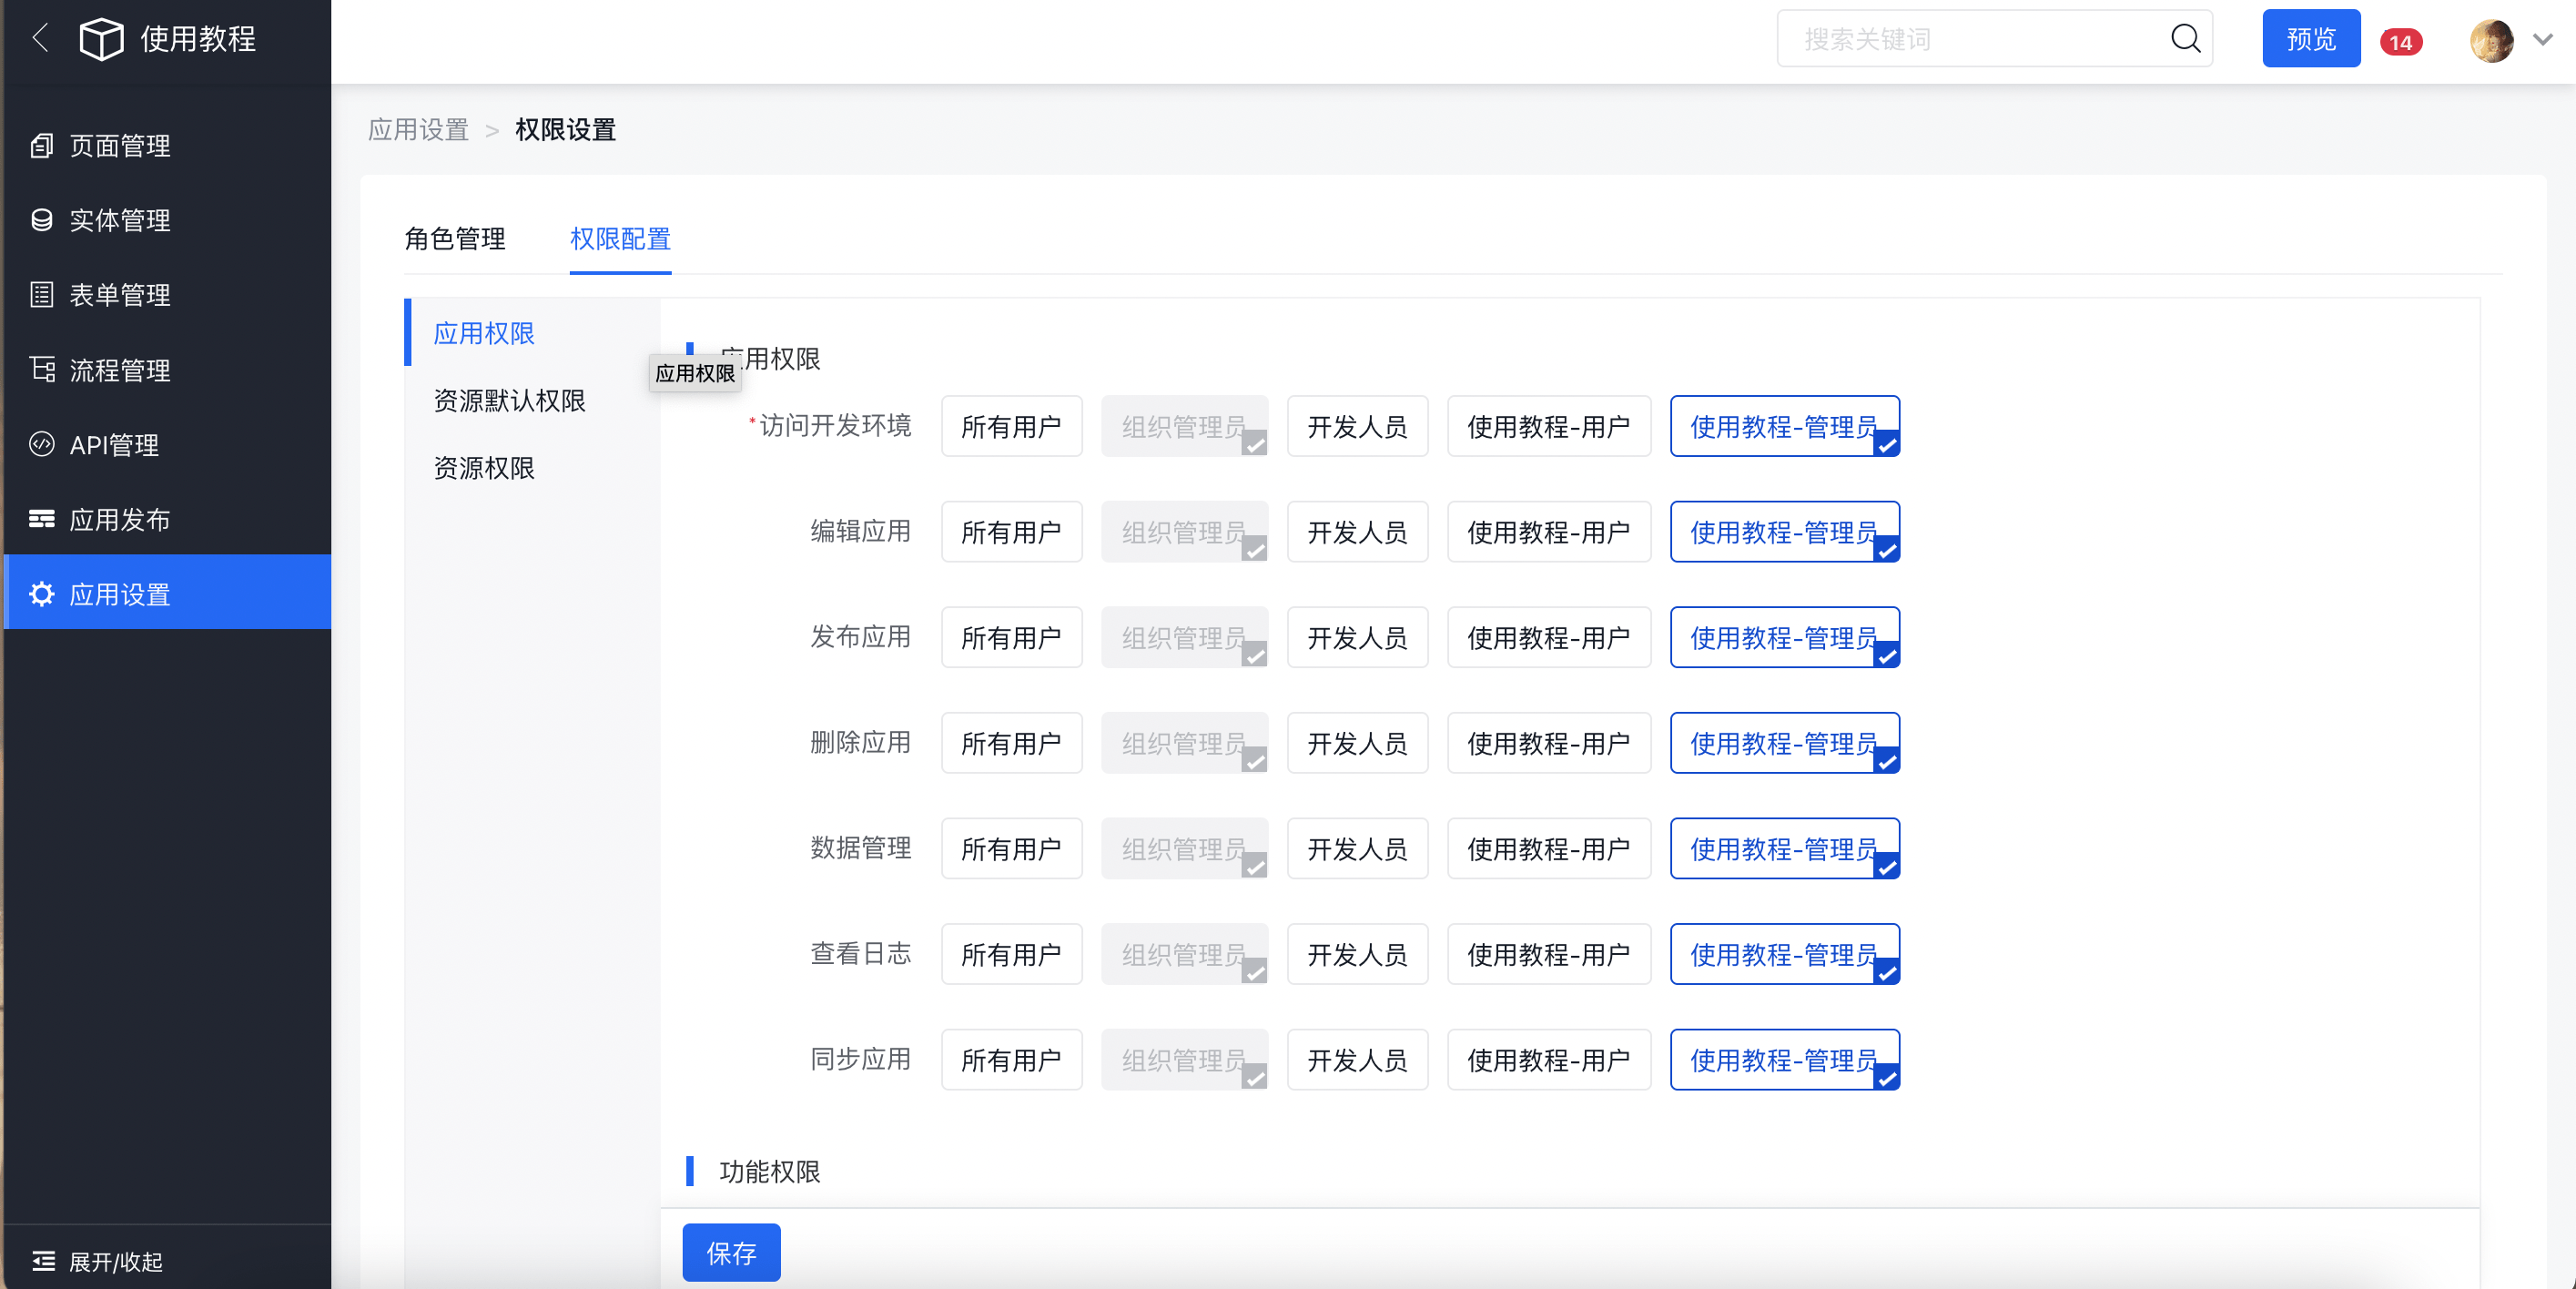 使用教程
搜索关键词
预览
14
页面管理
实体管理
表单管理
流程管理
API管理
应用发布
应用设置
展开/收起
应用设置 > 权限设置
角色管理 权限配置
应用权限
资源默认权限
资源权限
应用权限
应用权限
*访问开发环境 所有用户 组织管理员 开发人员 使用教程-用户 使用教程-管理员
编辑应用 所有用户 组织管理员 开发人员 使用教程-用户 使用教程-管理员
发布应用 所有用户 组织管理员 开发人员 使用教程-用户 使用教程-管理员
删除应用 所有用户 组织管理员 开发人员 使用教程-用户 使用教程-管理员
数据管理 所有用户 组织管理员 开发人员 使用教程-用户 使用教程-管理员
查看日志 所有用户 组织管理员 开发人员 使用教程-用户 使用教程-管理员
同步应用 所有用户 组织管理员 开发人员 使用教程-用户 使用教程-管理员
功能权限
保存